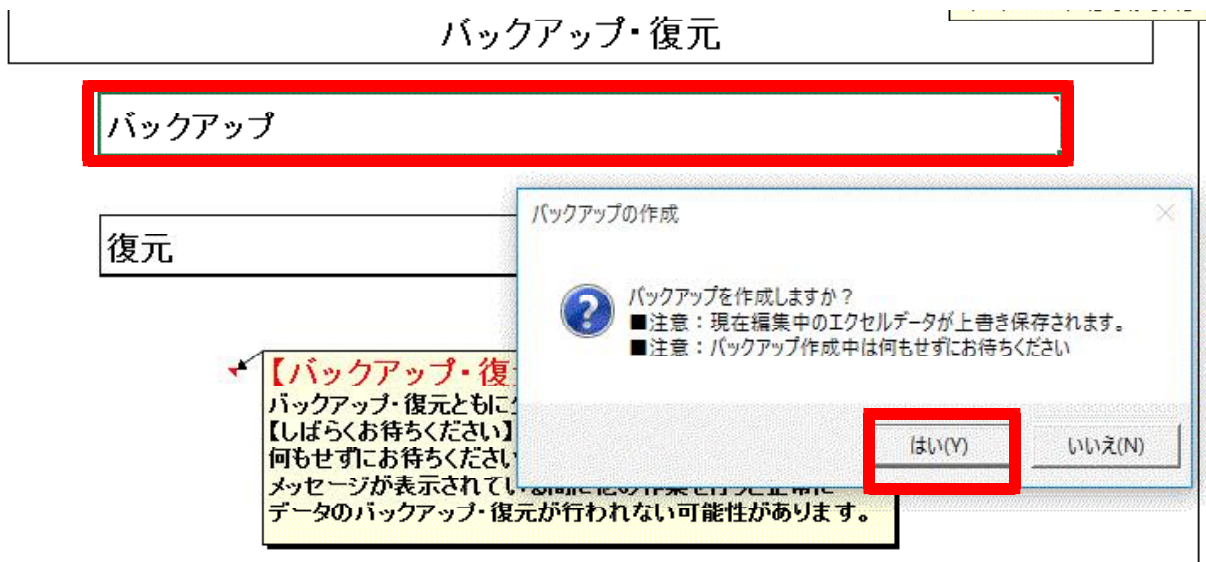 バックアップ・復元
バックアップ
復元
バックアップの作成
バックアップを作成しますか?
■注意:現在編集中のエクセルデータが上書き保存されます。
■注意:バックアップ作成中は何もせずにお待ちください
はい(Y)
いいえ(N)
【バックアップ・復
バックアップ・復元ともに
【しばらくお待ちください】
何もせずにお待ちくださ
メッセージが表示されてい
データのバックアップ・復元が行われない可能性があります。